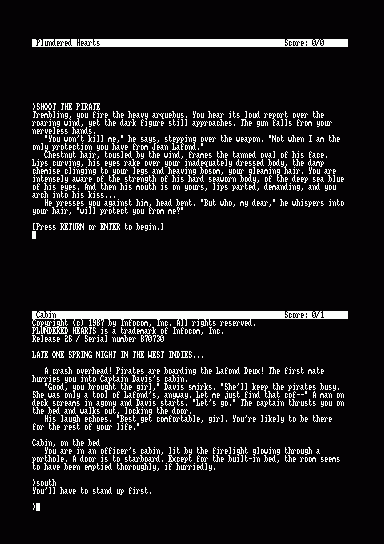 Plundered Hearts Score: 0/0
>SHOOT THE PIRATE
Trembling, you fire the heavy arquebus. You hear its loud report over the
roaring wind, yet the dark figure still approaches. The gun falls from your
nerveless hands.
"You won't kill me," he says, stepping over the weapon. "Not when I am the
only protection you have from Jean Lafond."
Chestnut hair, tousled by the wind, frames the tanned oval of his face.
Lips curving, his eyes rake over your inadequately dressed body, the damp
chemise clinging to your legs and heaving bosom, your gleaming hair. You are
intensely aware of the strength of his hard seaworn body, of the deep sea blue
of his eyes. And then his mouth is on yours, lips parted, demanding, and you
arch into his kiss...
He presses you against him, head bent. "But who, my dear," he whispers into
your hair, "will protect you from me?"
[Press RETURN or ENTER to begin.]
Cabin Score: 0/1
Copyright (c) 1987 by Infocom, Inc. All rights reserved.
PLUNDERED HEARTS is a trademark of Infocom, Inc.
Release 26 / Serial number 870730
LATE ONE SPRING NIGHT IN THE WEST INDIES...
A crash overhead! Pirates are boarding the Lafond Deux! The first mate
hurries you into Captain Davis's cabin.
"Good, you brought the girl," Davis smirks. "She'll keep the pirates busy.
She was only a tool of Lafond's, anyway. Let me just find that cof--" A man on
deck screams in agony and Davis starts. "Let's go." The captain thrusts you on
the bed and walks out, locking the door.
His laugh echoes. "Best get comfortable, girl. You're likely to be there
for the rest of your life."
Cabin, on the bed
You are in an officer's cabin, lit by the firelight glowing through a
porthole. A door is to starboard. Except for the built-in bed, the room seems
to have been emptied thoroughly, if hurriedly.
>south
You'll have to stand up first.
>